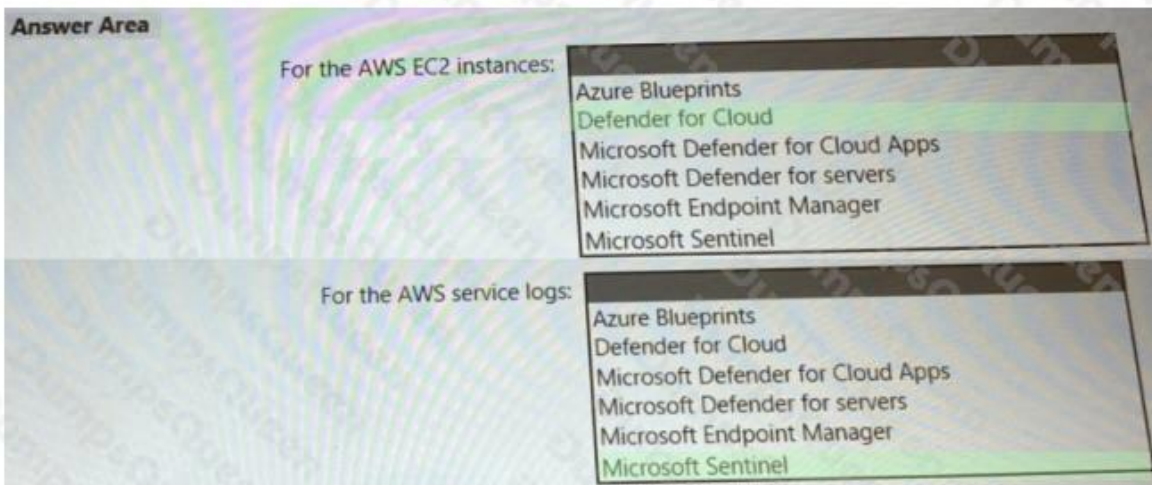 Answer Area
For the AWS EC2 instances:
Azure Blueprints
Defender for Cloud
Microsoft Defender for Cloud Apps
Microsoft Defender for servers
Microsoft Endpoint Manager
Microsoft Sentinel
For the AWS service logs:
Azure Blueprints
Defender for Cloud
Microsoft Defender for Cloud Apps
Microsoft Defender for servers
Microsoft Endpoint Manager
Microsoft Sentinel